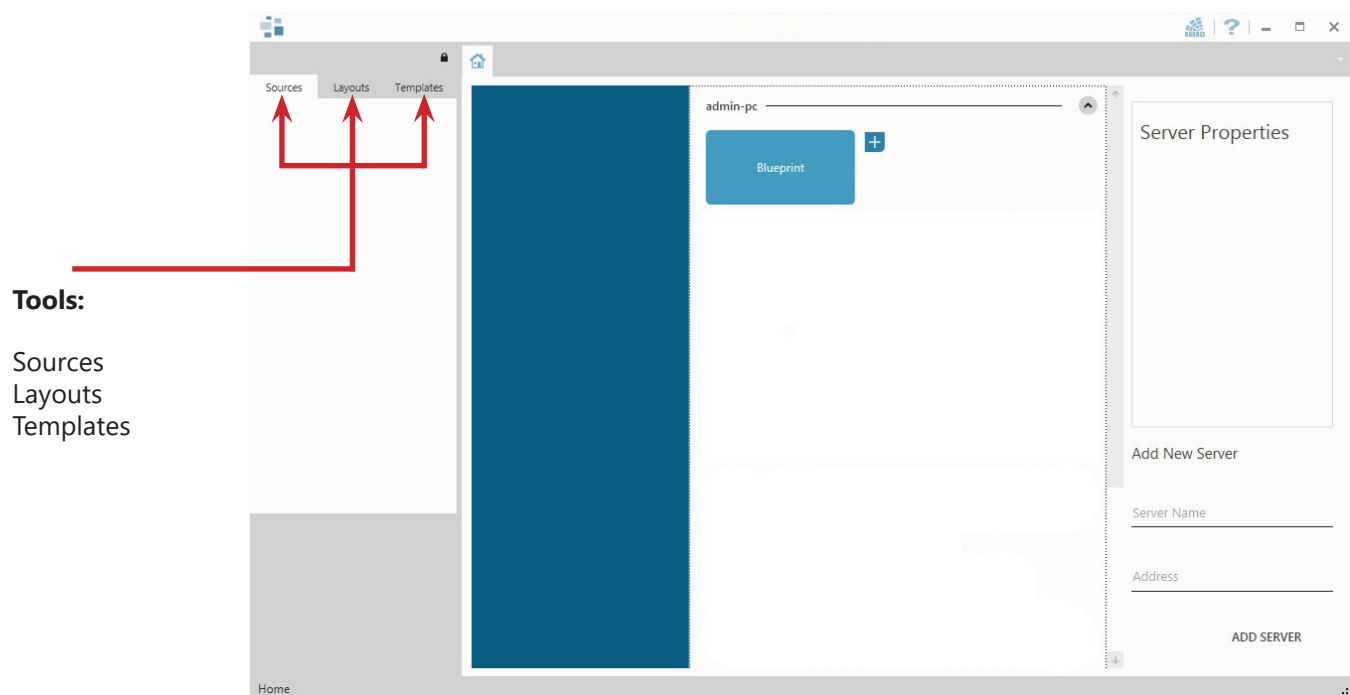 ?
Sources Layouts Templates
admin-pc
Server Properties
Blueprint
Tools:
Sources
Layouts
Templates
Add New Server
Server Name
Address
ADD SERVER
Home